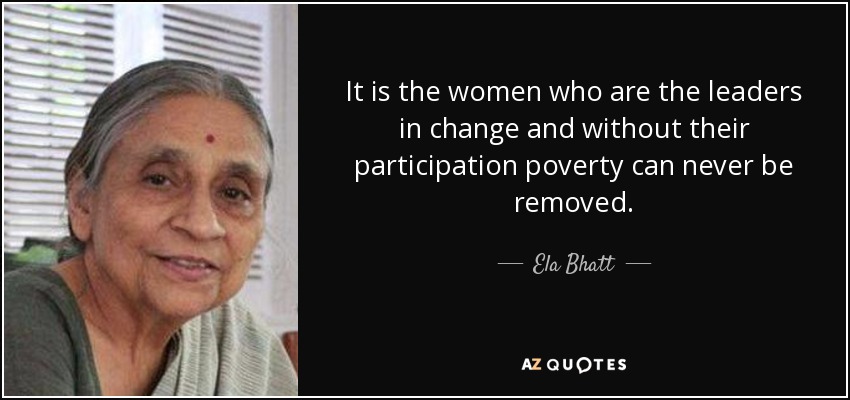 It is the women who are the leaders
in change and without their
participation poverty can never be
removed.
Ela Bhatt
AZ QUOTES